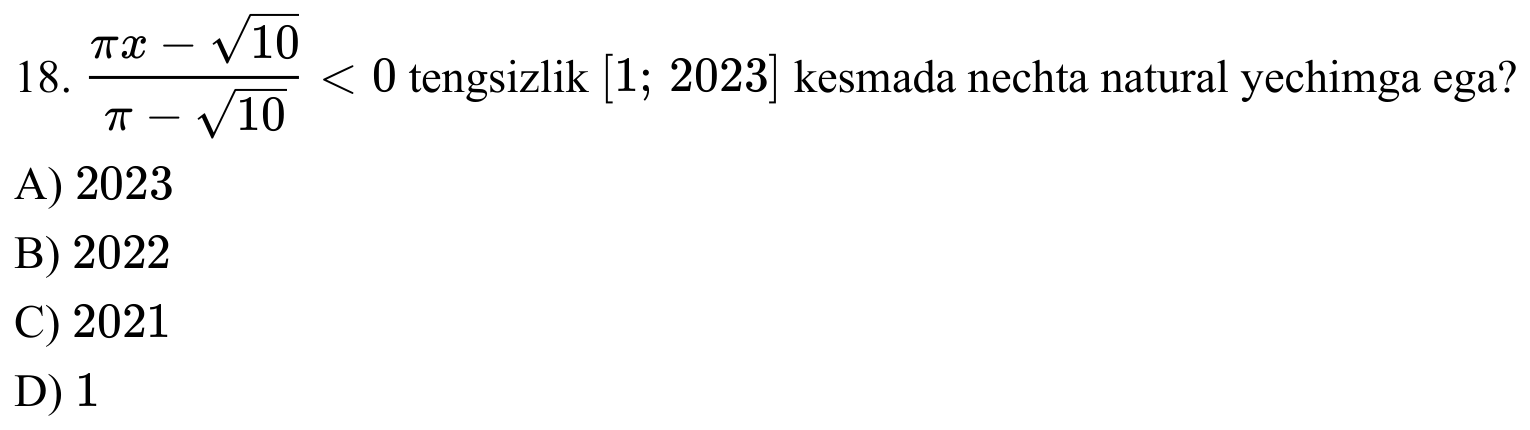 18. \frac{\pi x - \sqrt{10}}{\pi - \sqrt{10}} < 0 tengsizlik [1; 2023] kesmada nechta natural yechimga ega?
A) 2023
B) 2022
C) 2021
D) 1